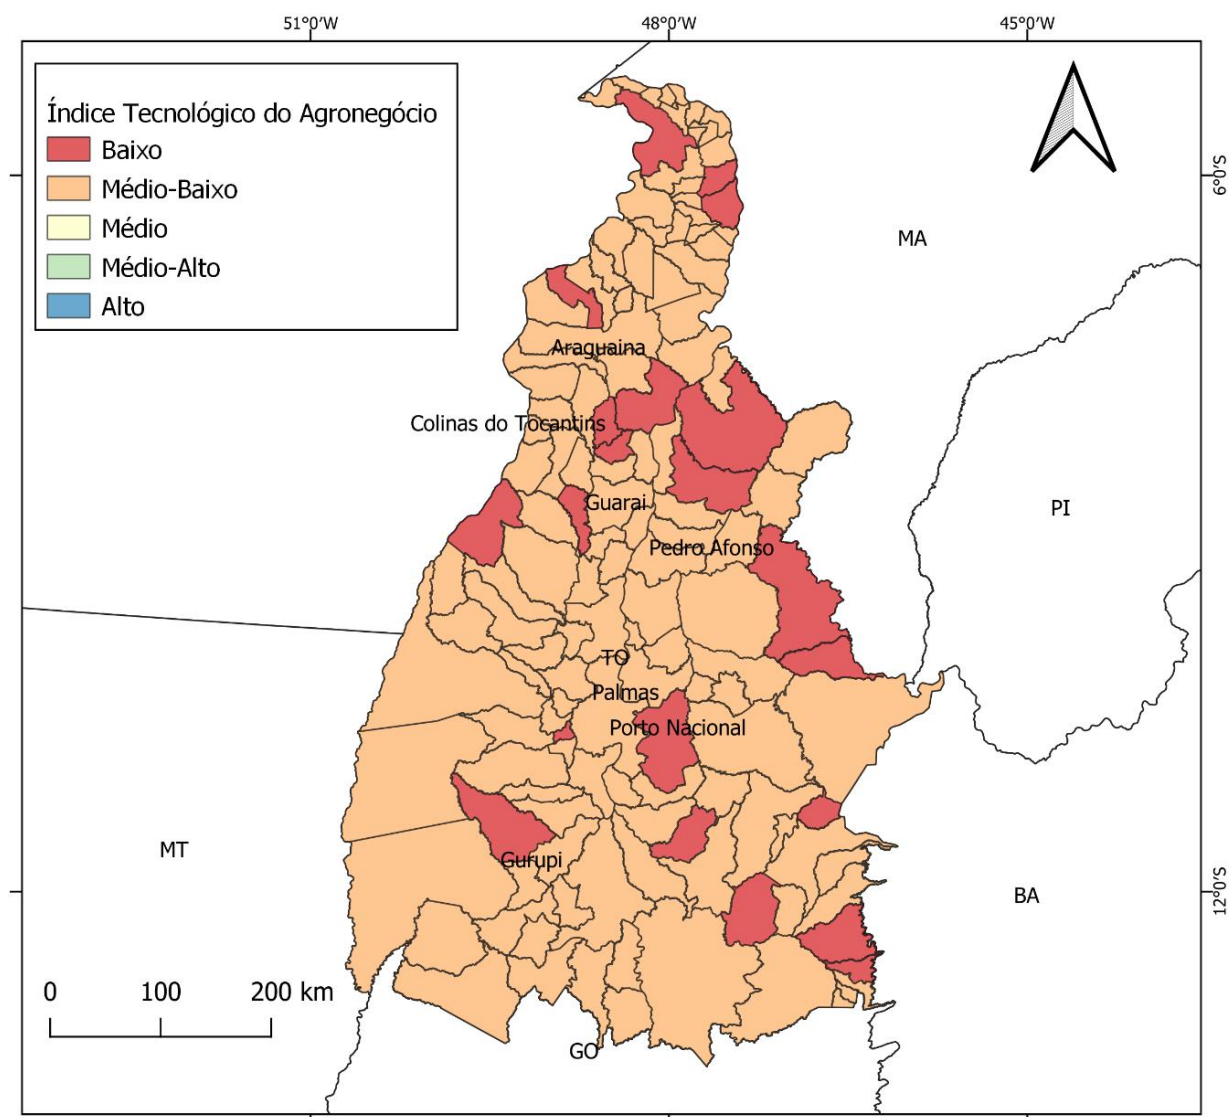 51°0'W
48°0'W
45°0'W
Índice Tecnológico do Agronegócio
Baixo
Médio-Baixo
Médio
Médio-Alto
Alto
6°0'S
MA
Araguaina
Colinas do Tocantins
Guarai
PI
Pedro Afonso
TO
Palmas
Porto Nacional
MT
Gurupi
BA
12°0'S
0 100 200 km
GO